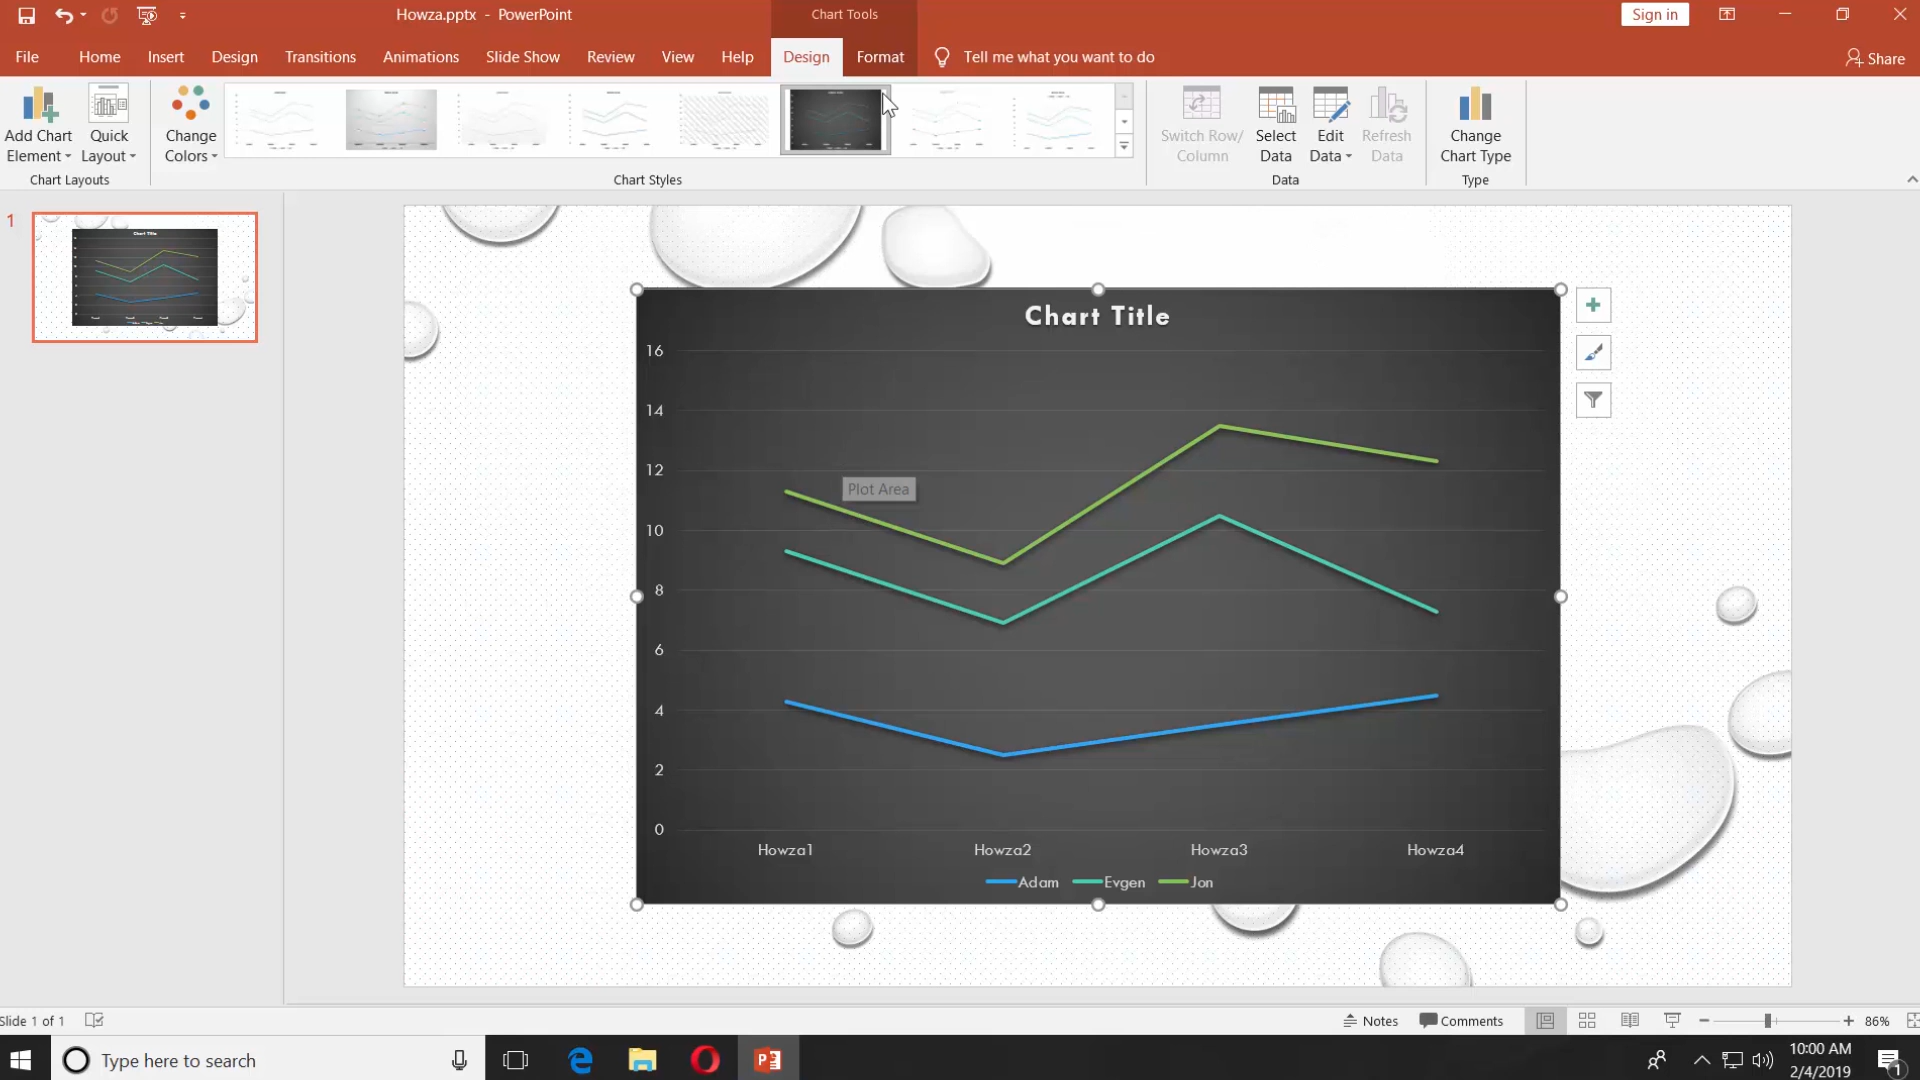 Howza.pptx - PowerPoint
Chart Tools
Sign in
File Home Insert Design Transitions Animations Slide Show Review View Help Design Format Tell me what you want to do Share
Add Chart Element
Quick Layout
Change Colors
Switch Row/ Column
Select Data
Edit Data
Refresh Data
Change Chart Type
Chart Layouts
Chart Styles
Data
Type
1
Chart Title
Chart Title
16
14
12
10
8
6
4
2
0
Plot Area
Howza1 Howza2 Howza3 Howza4
Adam Evgen Jon
Slide 1 of 1
Notes
Comments
86%
Type here to search
10:00 AM
2/4/2019
1